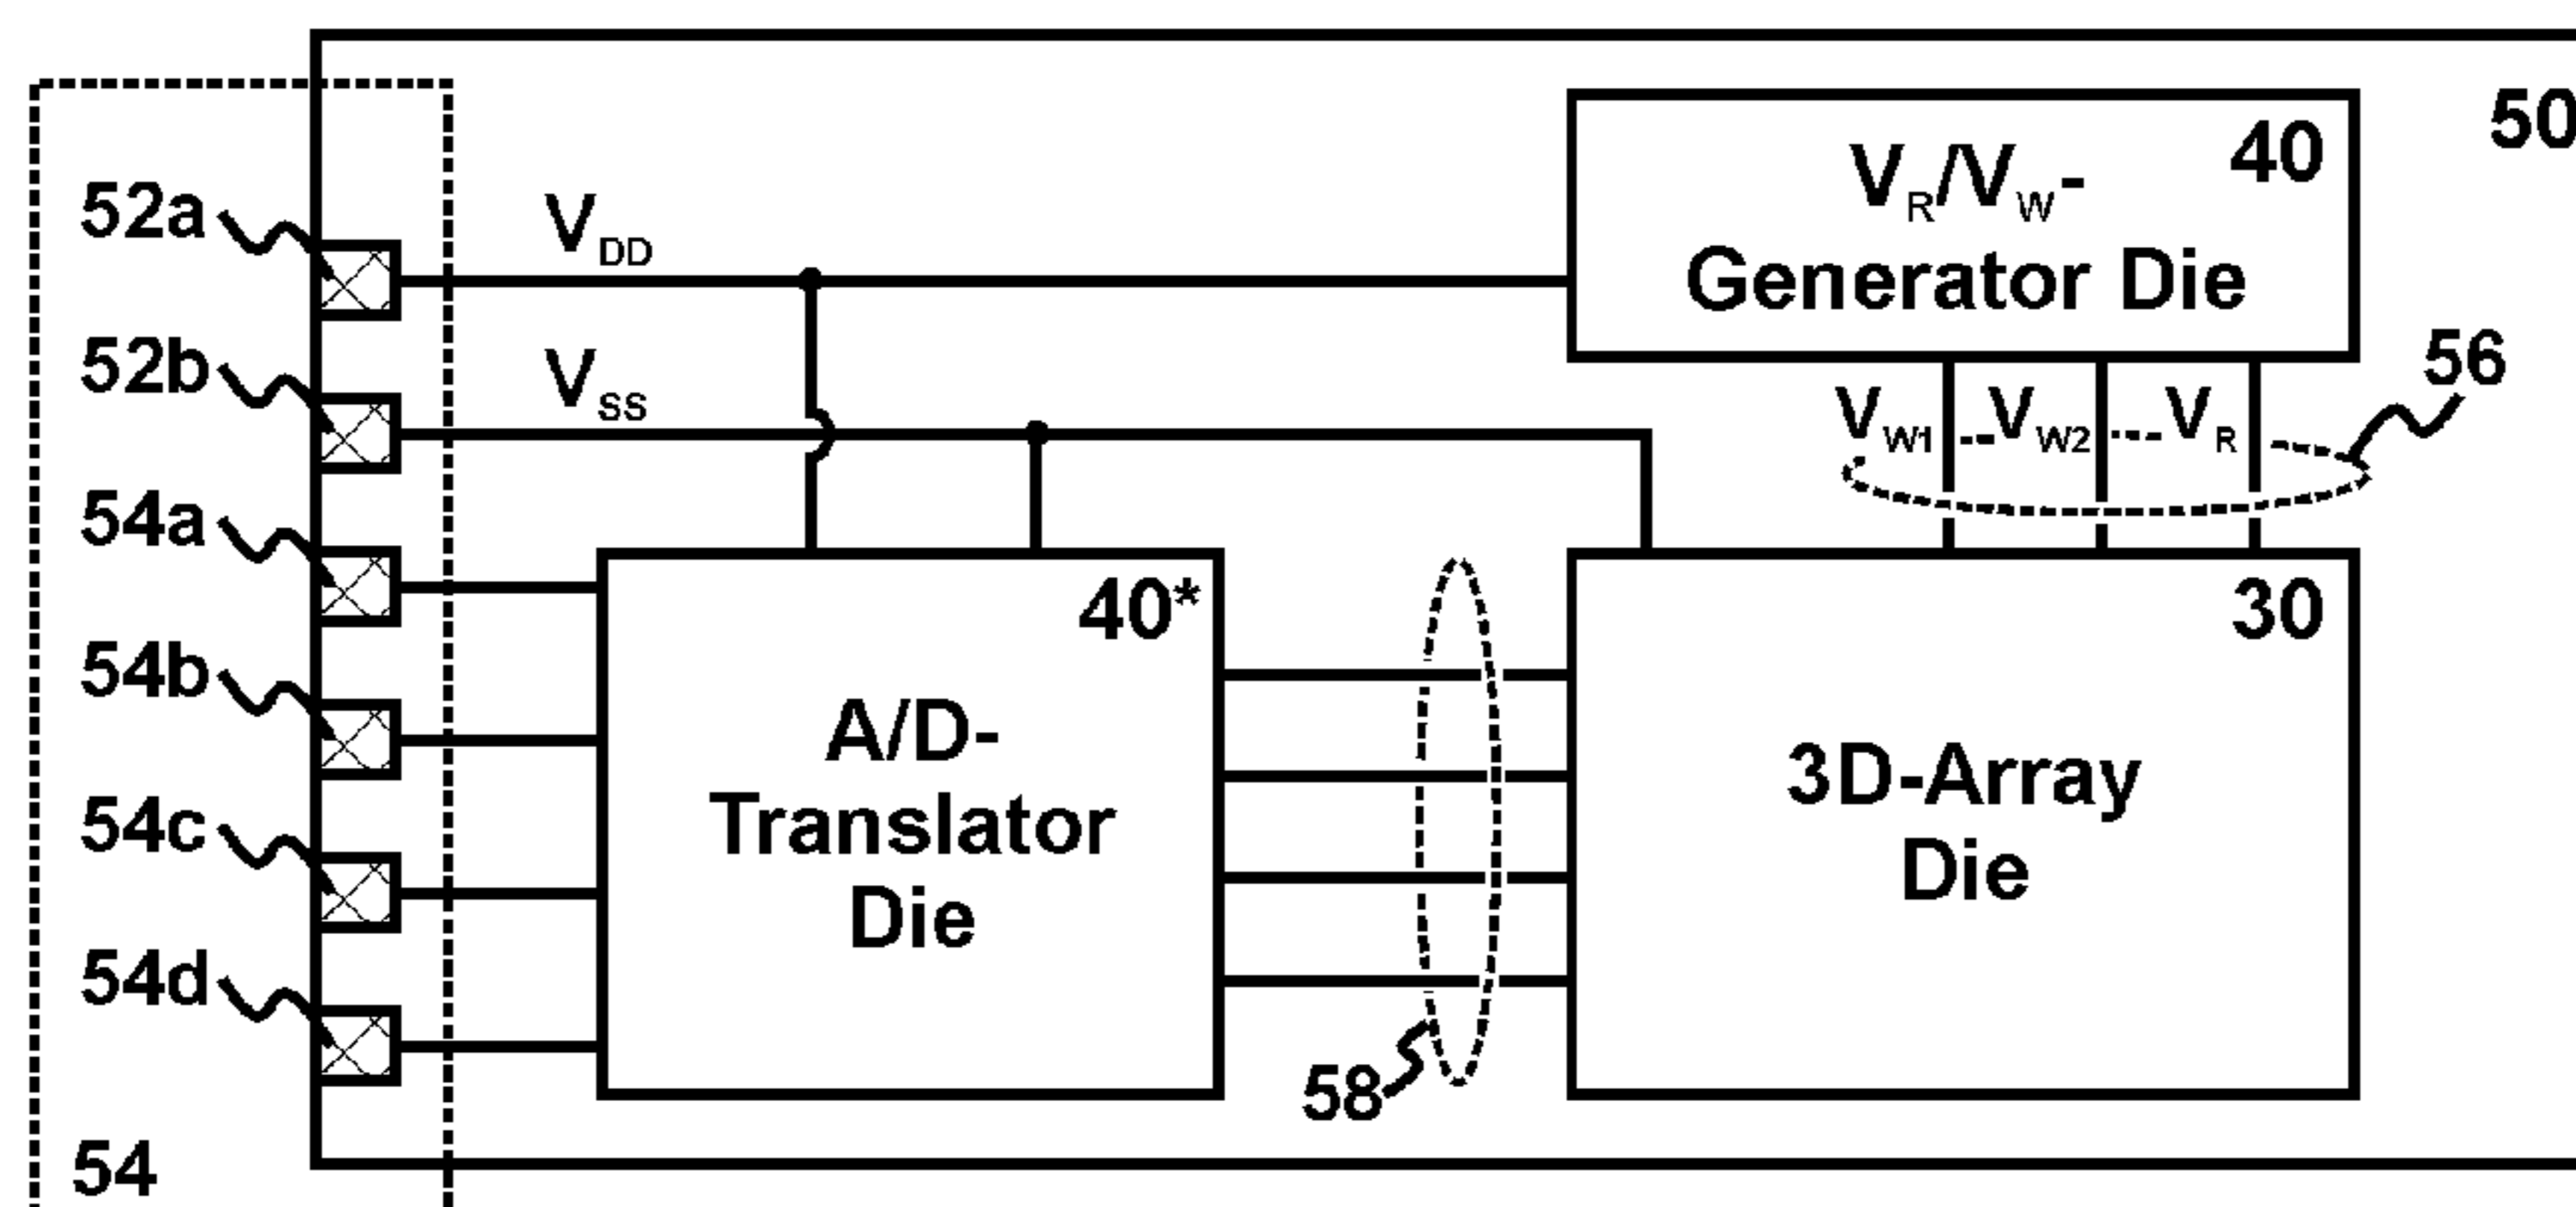 50
40
V_R/V_W-
Generator Die
52a
V_DD
52b
V_SS
V_W1
V_W2
V_R
56
54a
40*
30
54b
A/D-
Translator
Die
3D-Array
Die
54c
54d
58
54